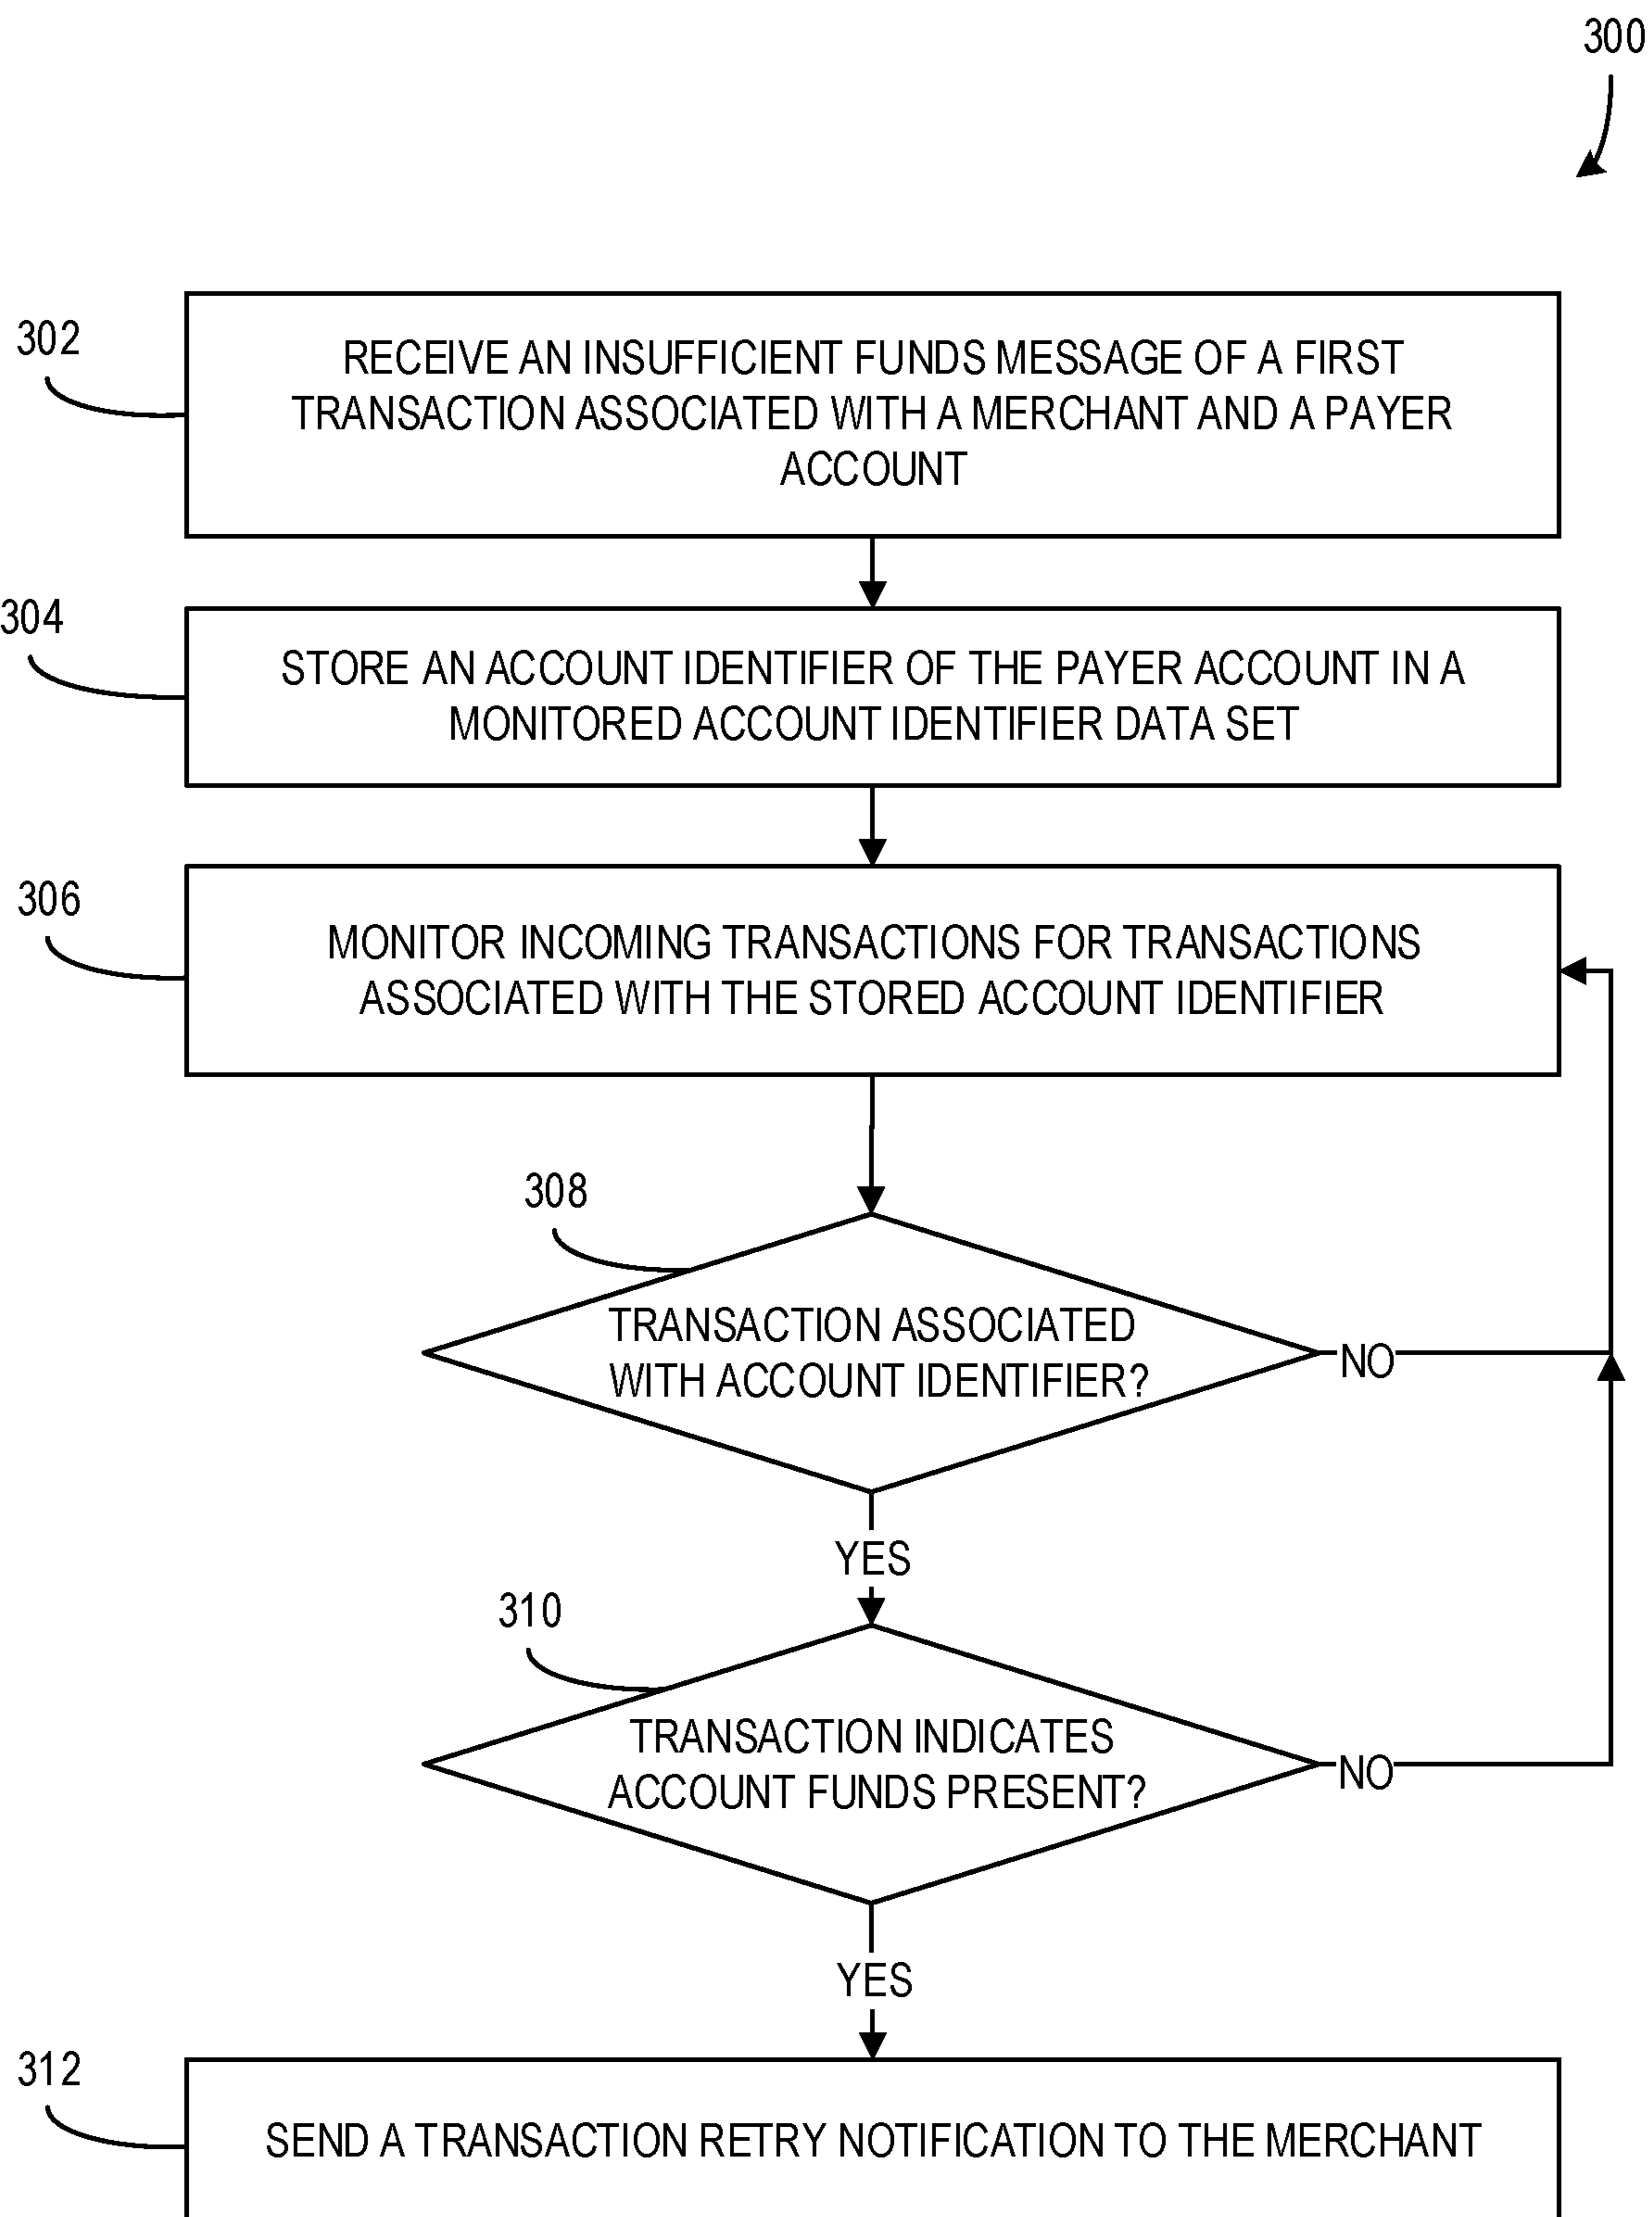 300
302
RECEIVE AN INSUFFICIENT FUNDS MESSAGE OF A FIRST
TRANSACTION ASSOCIATED WITH A MERCHANT AND A PAYER
ACCOUNT
304
STORE AN ACCOUNT IDENTIFIER OF THE PAYER ACCOUNT IN A
MONITORED ACCOUNT IDENTIFIER DATA SET
306
MONITOR INCOMING TRANSACTIONS FOR TRANSACTIONS
ASSOCIATED WITH THE STORED ACCOUNT IDENTIFIER
308
TRANSACTION ASSOCIATED
WITH ACCOUNT IDENTIFIER?
NO
YES
310
TRANSACTION INDICATES
ACCOUNT FUNDS PRESENT?
NO
YES
312
SEND A TRANSACTION RETRY NOTIFICATION TO THE MERCHANT